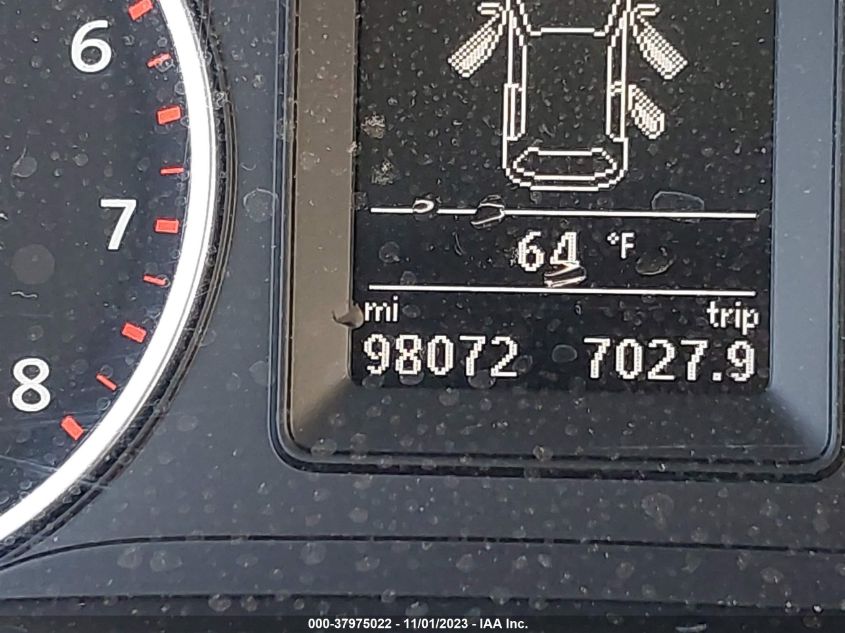 6
7
8
64 °F
mi trip
98072 7027.9
000-37975022 - 11/01/2023 - IAA Inc.